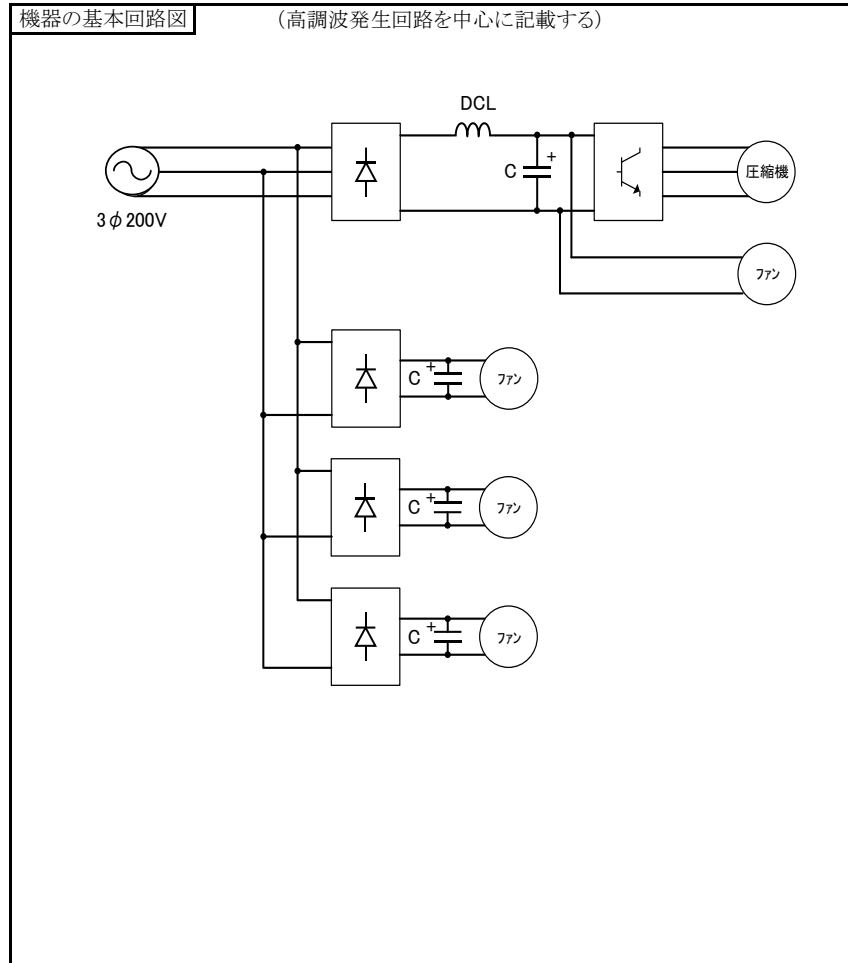 機器の基本回路図
（高調波発生回路を中心に記載する）
DCL
C
+
圧縮機
3φ200V
ファン
C
+
ファン
C
+
ファン
C
+
ファン